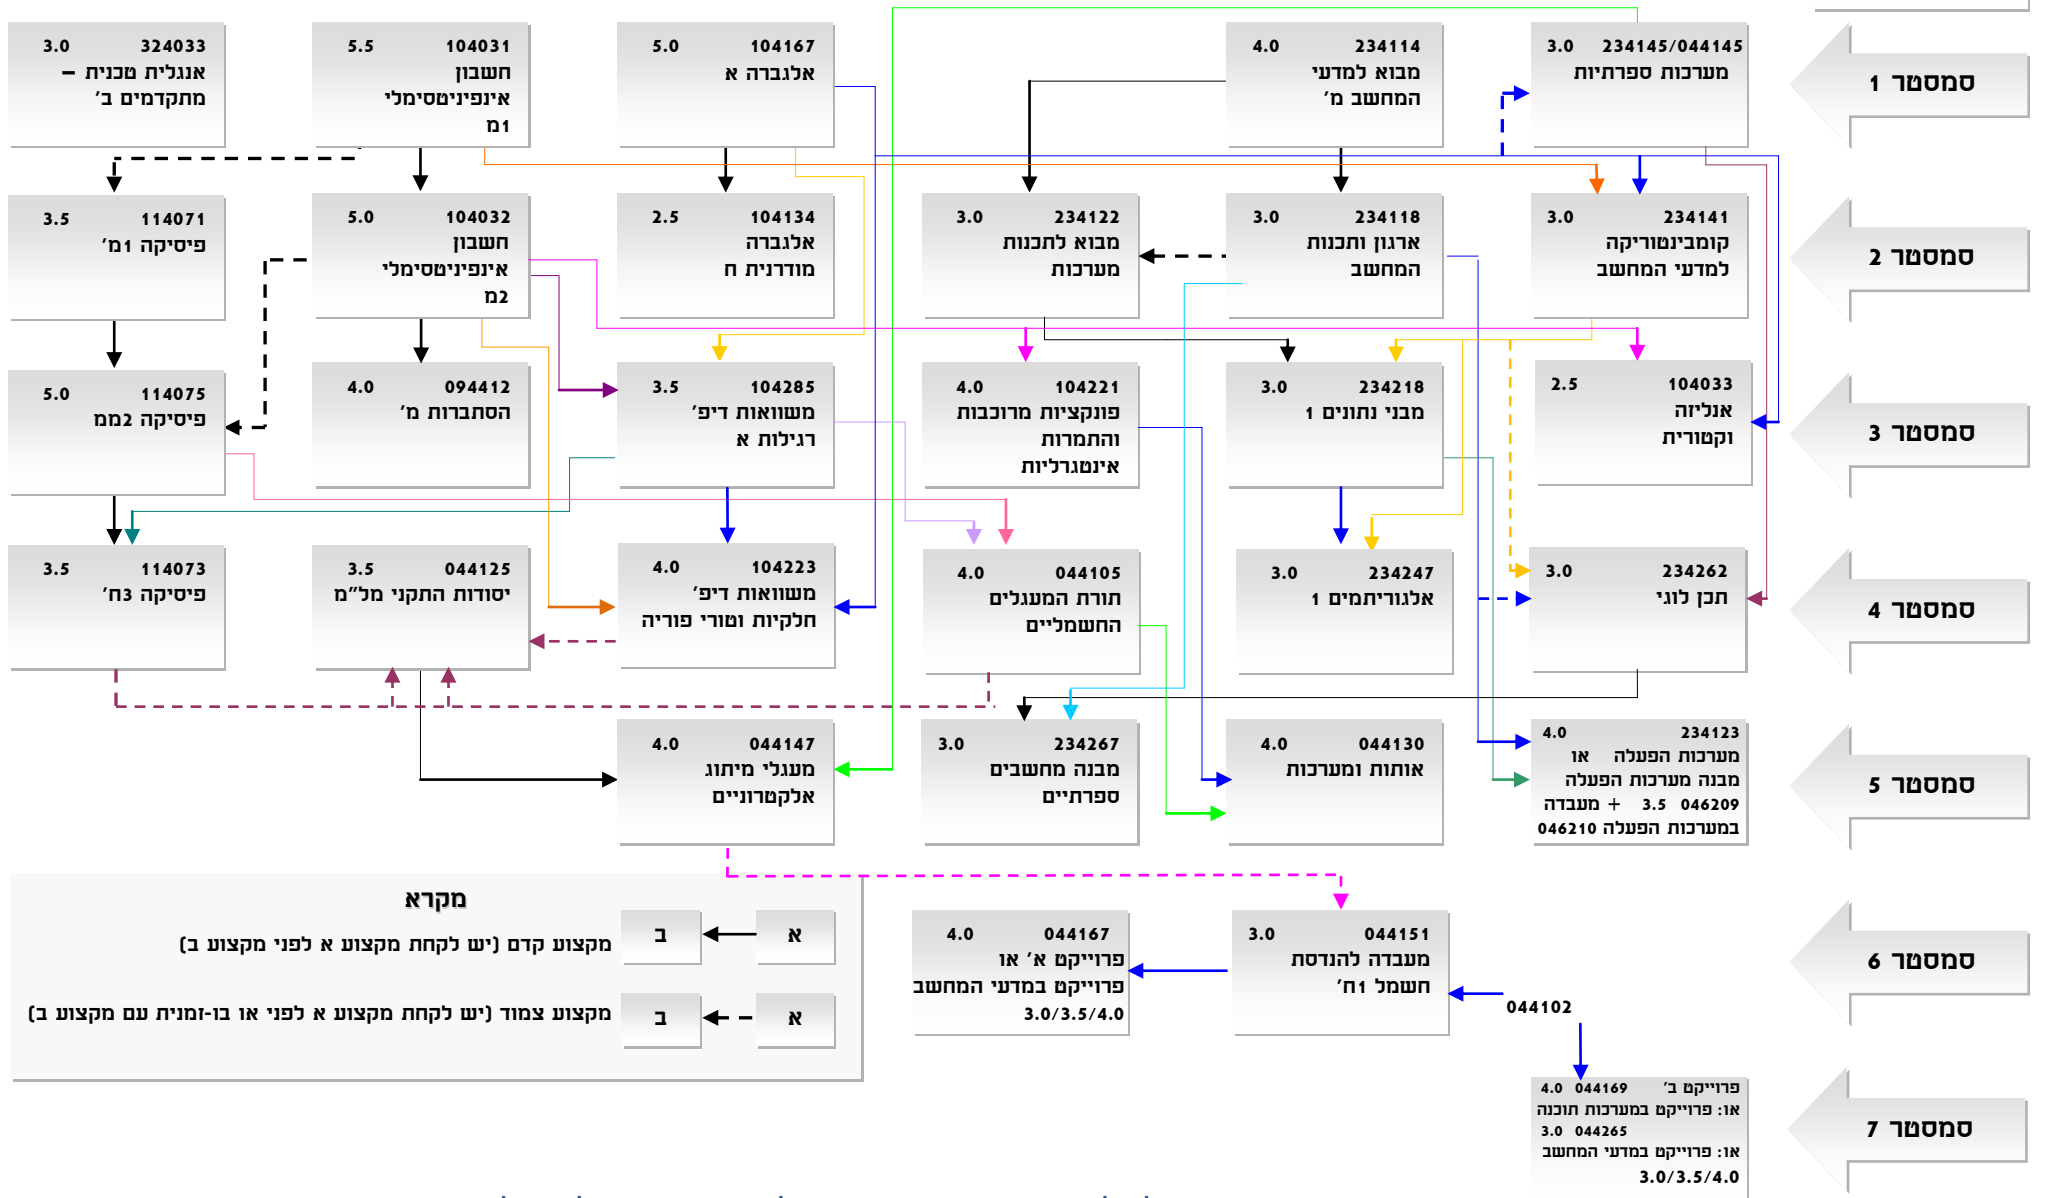 סמסטר 1
234145/044145 3.0
מערכות ספרתיות
234114 4.0
מבוא למדעי
המחשב מ'
104167 5.0
אלגברה א
104031 5.5
חשבון
אינפיניטסימלי
1מ
324033 3.0
אנגלית טכנית –
מתקדמים ב'
סמסטר 2
234141 3.0
קומבינטוריקה
למדעי המחשב
234118 3.0
ארגון ותכנות
המחשב
234122 3.0
מבוא לתכנות
מערכות
104134 2.5
אלגברה
מודרנית ח
104032 5.0
חשבון
אינפיניטסימלי
2מ
114071 3.5
פיסיקה 1מ'
סמסטר 3
104033 2.5
אנליזה
וקטורית
234218 3.0
מבני נתונים 1
104221 4.0
פונקציות מרוכבות
והתמרות
אינטגרליות
104285 3.5
משוואות דיפ'
רגילות א
094412 4.0
הסתברות מ'
114075 5.0
פיסיקה 2ממ
סמסטר 4
234262 3.0
תכן לוגי
234247 3.0
אלגוריתמים 1
044105 4.0
תורת המעגלים
החשמליים
104223 4.0
משוואות דיפ'
חלקיות וטורי פוריה
044125 3.5
יסודות התקני מל"מ
114073 3.5
פיסיקה 3ח'
סמסטר 5
234123 4.0
מערכות הפעלה או
מבנה מערכות הפעלה
046209 3.5 + מעבדה
במערכות הפעלה 046210
044130 4.0
אותות ומערכות
234267 3.0
מבנה מחשבים
ספרתיים
044147 4.0
מעגלי מיתוג
אלקטרוניים
סמסטר 6
044102
044151 3.0
מעבדה להנדסת
חשמל 1ח'
044167 4.0
פרוייקט א' או
פרוייקט במדעי המחשב
3.0/3.5/4.0
מקרא
א ב
מקצוע קדם (יש לקחת מקצוע א לפני מקצוע ב)
א ב
מקצוע צמוד (יש לקחת מקצוע א לפני או בו-זמנית עם מקצוע ב)
סמסטר 7
פרוייקט ב' 044169 4.0
או: פרוייקט במערכות תוכנה
044265 3.0
או: פרוייקט במדעי המחשב
3.0/3.5/4.0